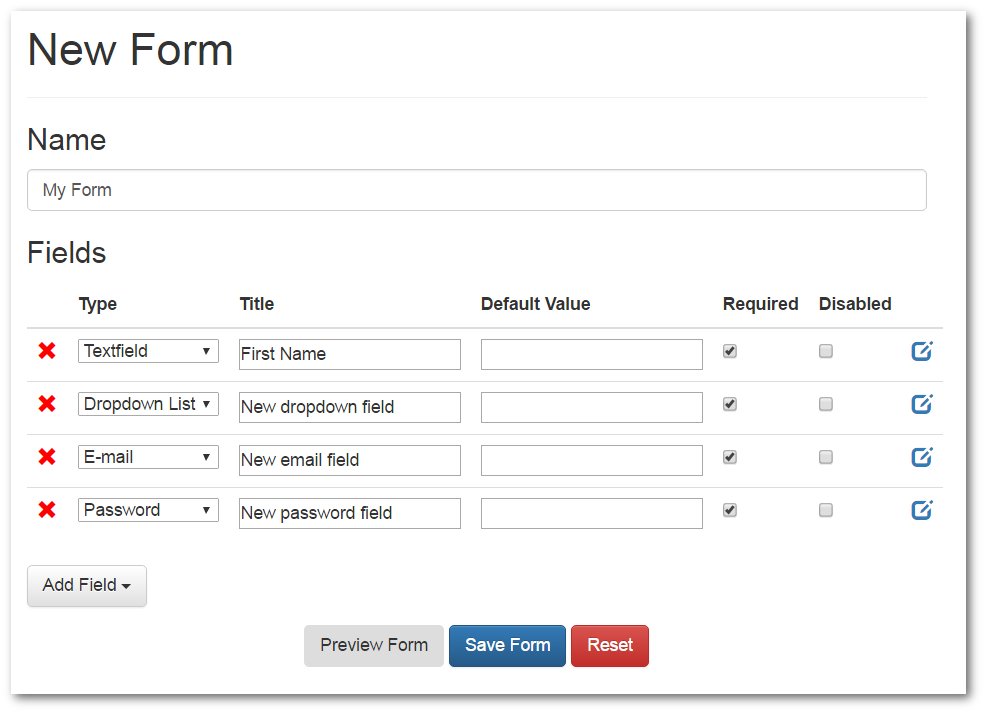 New Form
Name
My Form
Fields
Type Title Default Value Required Disabled
Textfield First Name
Dropdown List New dropdown field
E-mail New email field
Password New password field
Add Field
Preview Form Save Form Reset